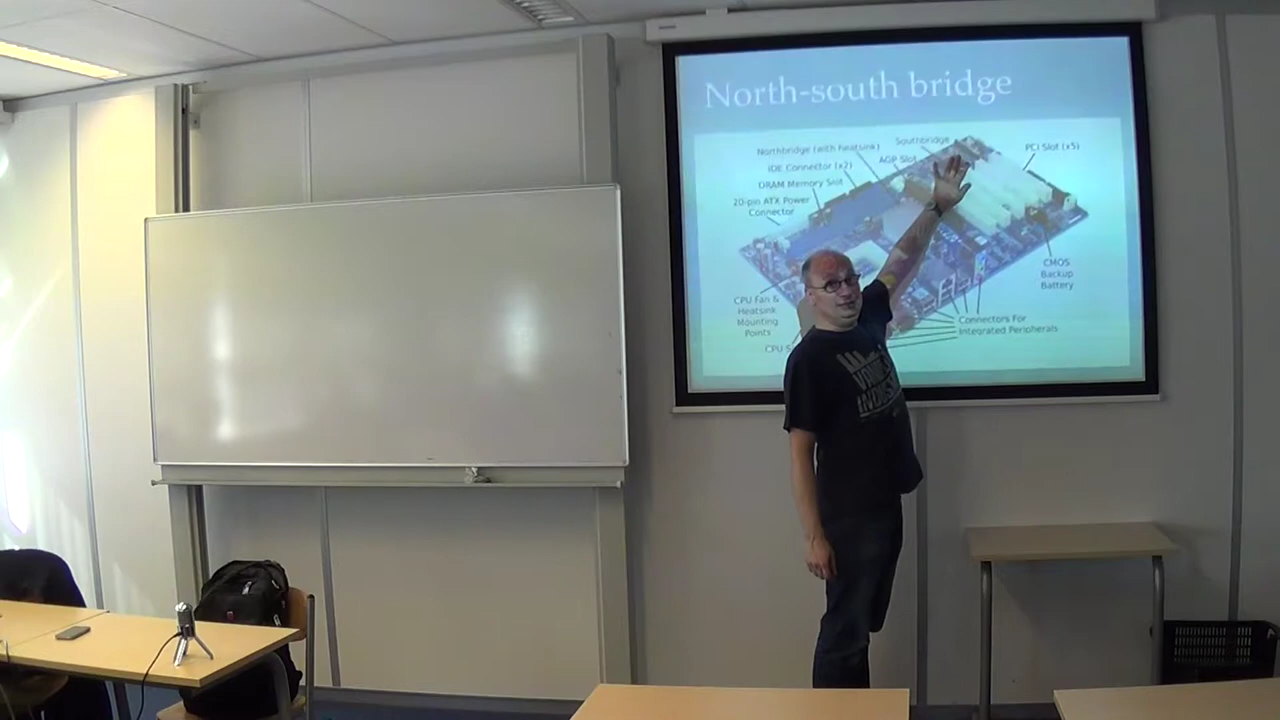 North-south bridge
Southbridge
Northbridge (with heatsink)
PCI Slot (x5)
IDE Connector (x2)
AGP Slot
DRAM Memory Slot
20-pin ATX Power
Connector
CMOS
Backup
Battery
CPU Fan &
Heatsink
Mounting
Points
Connectors For
Integrated Peripherals
CPU S